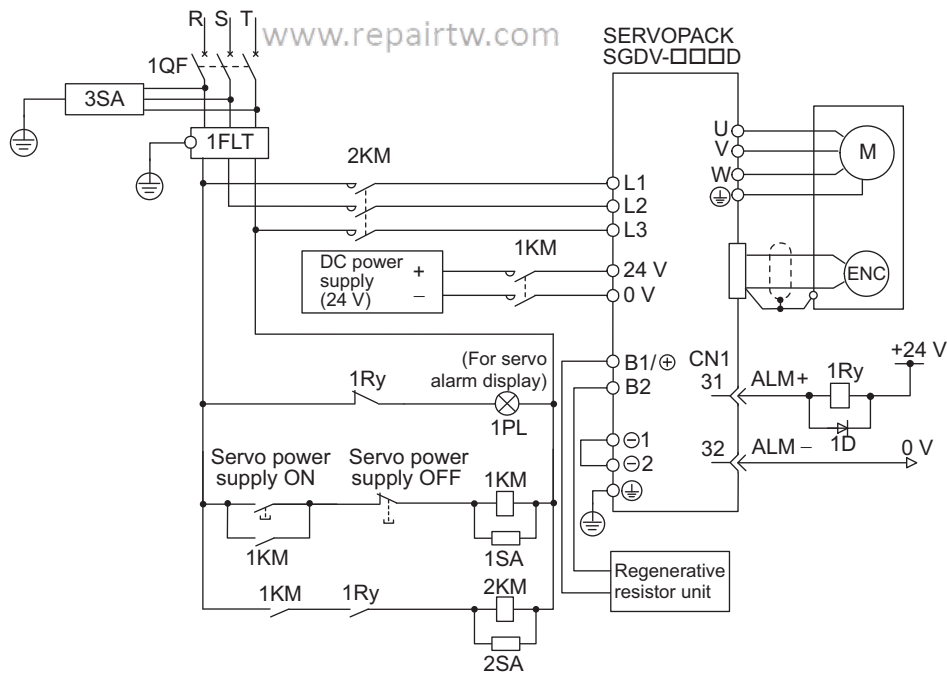 R S T
www.repairtw.com
SERVOPACK
SGDV-□□□D
1QF
3SA
1FLT
2KM
U
V
W
M
L1
L2
L3
1KM
DC power
supply
(24 V)
+
−
24 V
0 V
ENC
(For servo
alarm display)
1Ry
1PL
B1/⊕
B2
CN1
31
ALM+
1Ry
+24 V
1D
⊖1
⊖2
32
ALM−
0 V
Servo power
supply ON
Servo power
supply OFF
1KM
1KM
1SA
1KM
1Ry
2KM
2SA
Regenerative
resistor unit